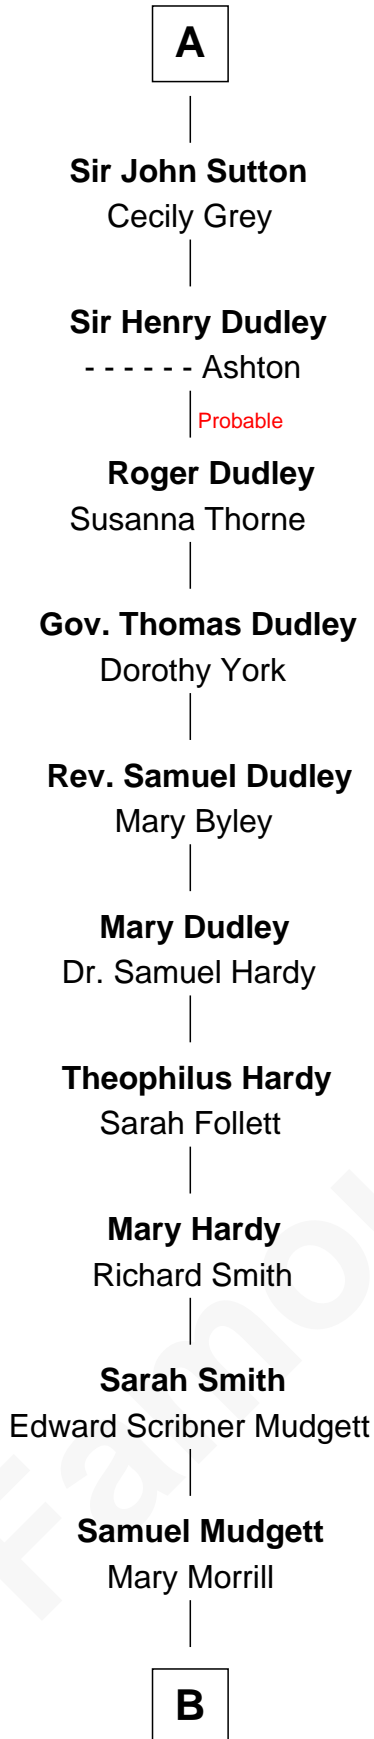 A
Sir John Sutton
Cecily Grey
Sir Henry Dudley
- - - - - - Ashton
Probable
Roger Dudley
Susanna Thorne
Gov. Thomas Dudley
Dorothy York
Rev. Samuel Dudley
Mary Byley
Mary Dudley
Dr. Samuel Hardy
Theophilus Hardy
Sarah Follett
Mary Hardy
Richard Smith
Sarah Smith
Edward Scribner Mudgett
Samuel Mudgett
Mary Morrill
B